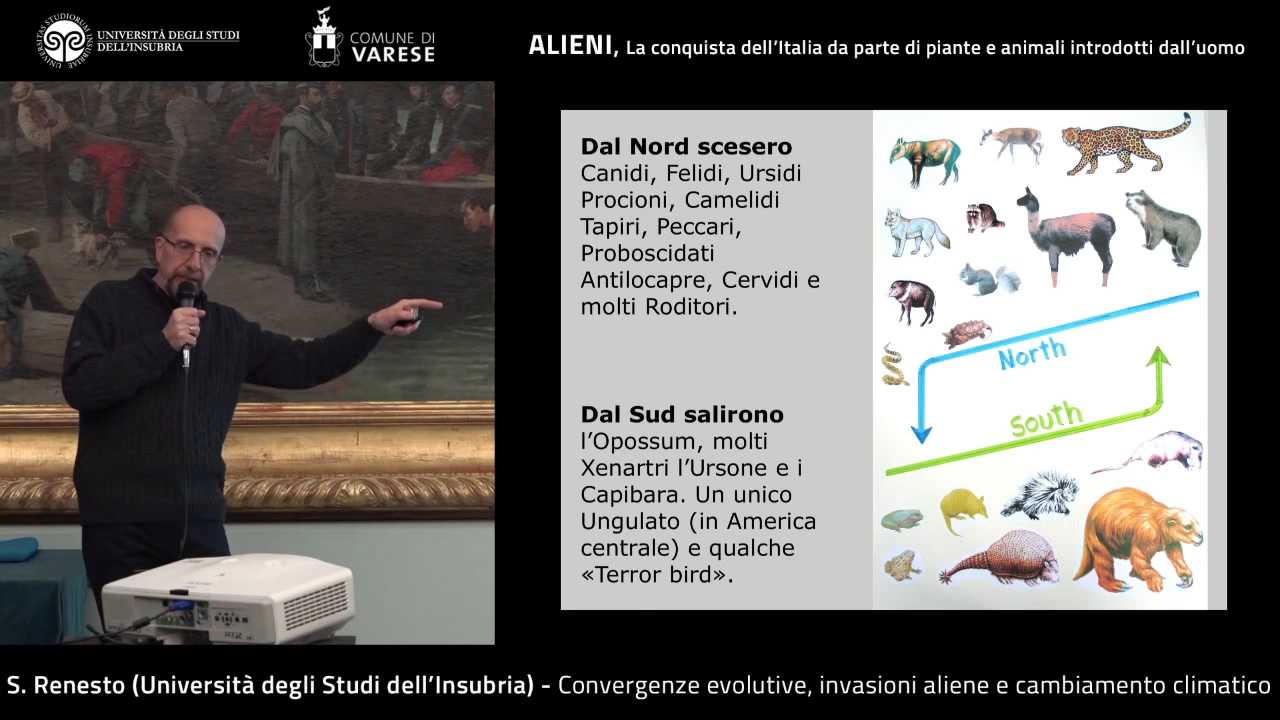 UNIVERSITÀ DEGLI STUDI
DELL'INSUBRIA
COMUNE DI
VARESE
ALIENI, La conquista dell'Italia da parte di piante e animali introdotti dall'uomo
Dal Nord scesero
Canidi, Felidi, Ursidi
Procioni, Camelidi
Tapiri, Peccari,
Proboscidati
Antilocapre, Cervidi e
molti Roditori.
North
South
Dal Sud salirono
l'Opossum, molti
Xenartri l'Ursone e i
Capibara. Un unico
Ungulato (in America
centrale) e qualche
«Terror bird».
S. Renesto (Università degli Studi dell'Insubria) - Convergenze evolutive, invasioni aliene e cambiamento climatico